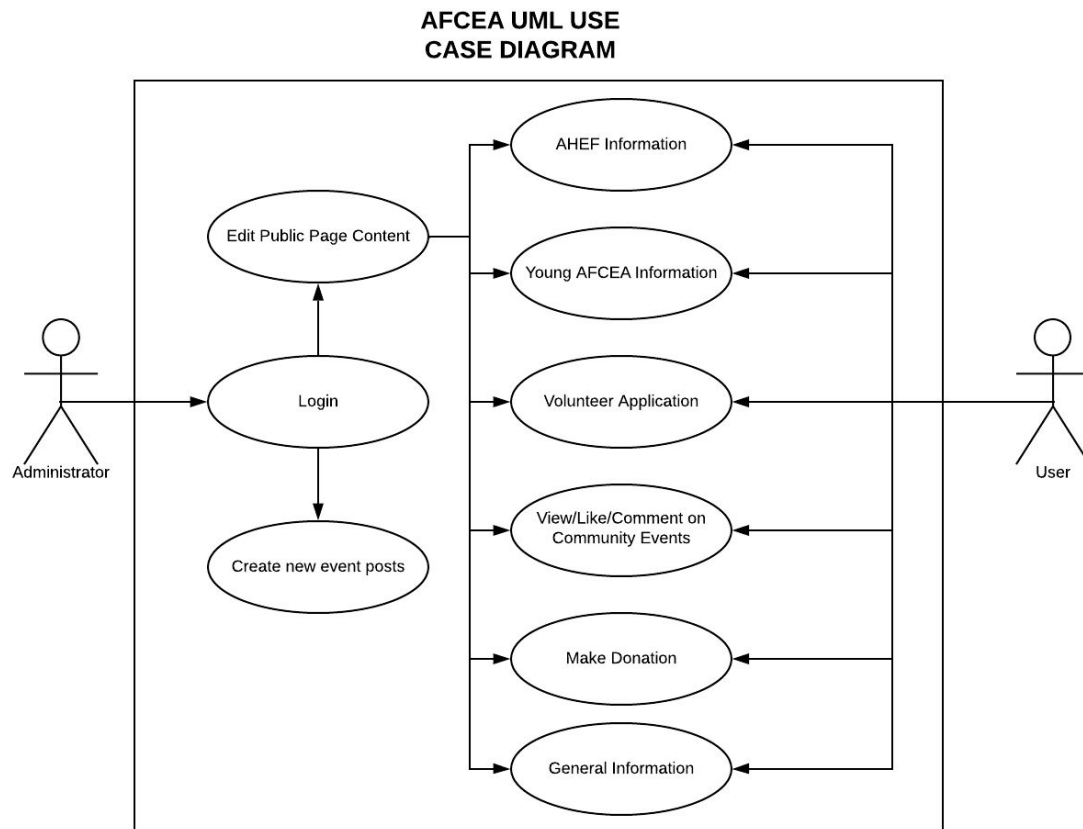 AFCEA UML USE
CASE DIAGRAM
AHEF Information
Edit Public Page Content
Young AFCEA Information
Login
Volunteer Application
Administrator
User
View/Like/Comment on
Community Events
Create new event posts
Make Donation
General Information